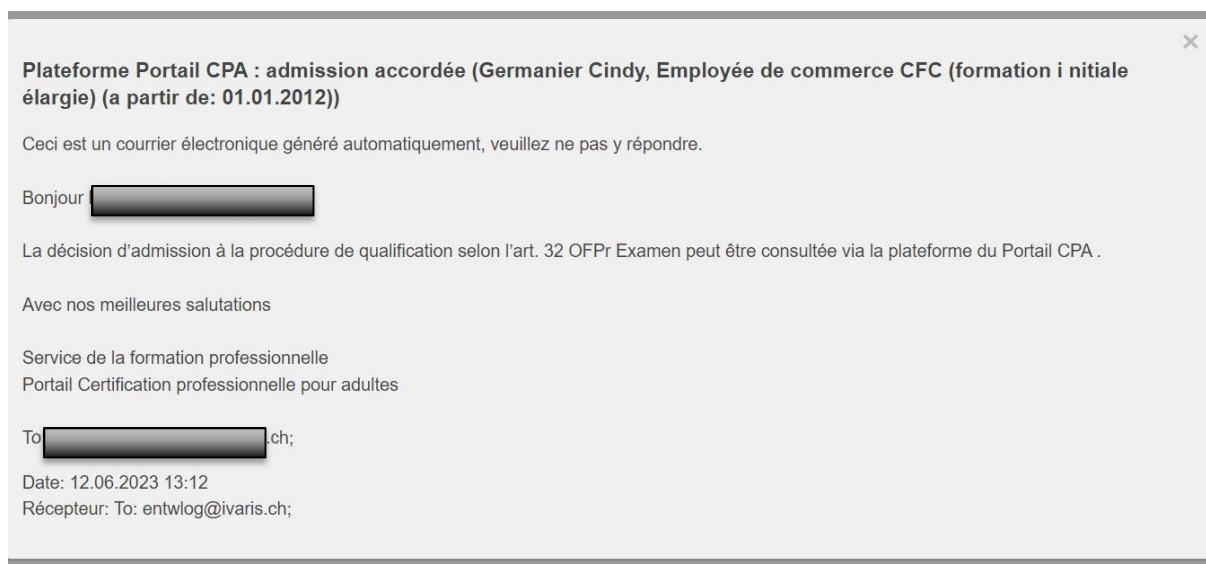 Plateforme Portail CPA : admission accordée (Germanier Cindy, Employée de commerce CFC (formation i nitiale
élargie) (a partir de: 01.01.2012))
Ceci est un courrier électronique généré automatiquement, veuillez ne pas y répondre.
Bonjour
La décision d’admission à la procédure de qualification selon l’art. 32 OFPr Examen peut être consultée via la plateforme du Portail CPA .
Avec nos meilleures salutations
Service de la formation professionnelle
Portail Certification professionnelle pour adultes
To .ch;
Date: 12.06.2023 13:12
Récepteur: To: entwlog@ivaris.ch;